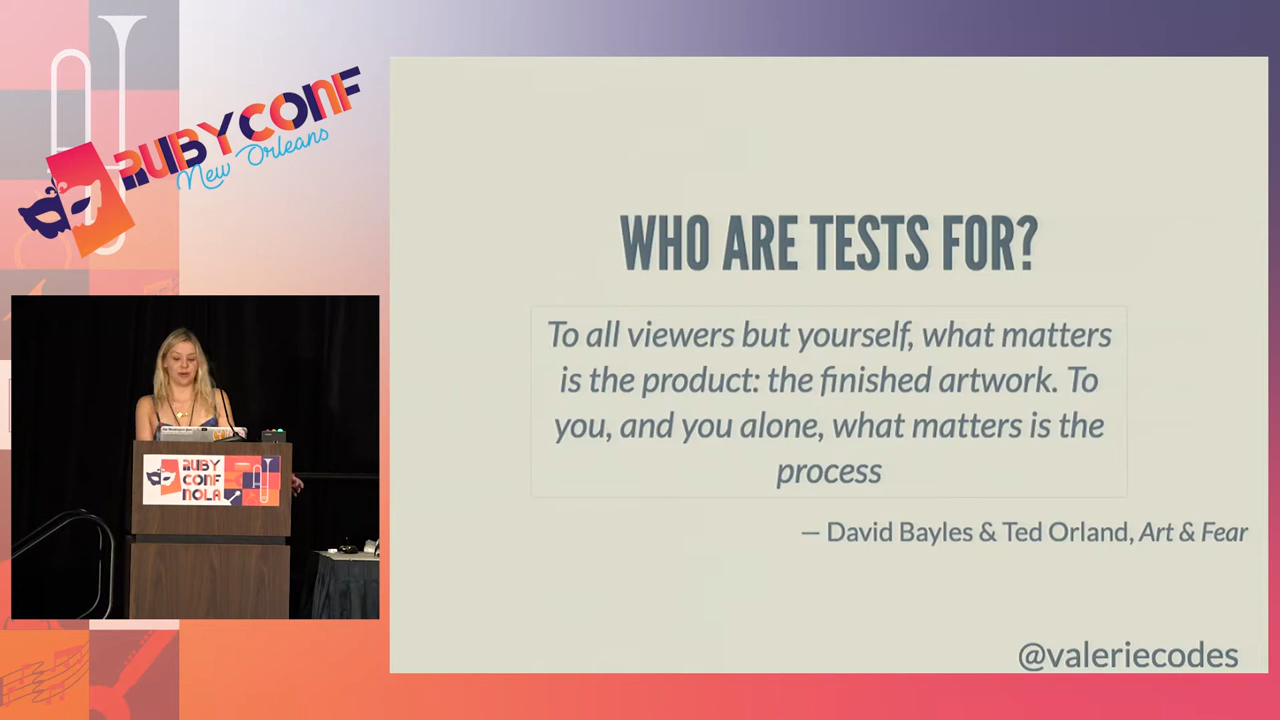 RUBYCONF
New Orleans
WHO ARE TESTS FOR?
To all viewers but yourself, what matters
is the product: the finished artwork. To
you, and you alone, what matters is the
process
— David Bayles & Ted Orland, Art & Fear
@valeriecodes
RUBY
CONF
NOLA